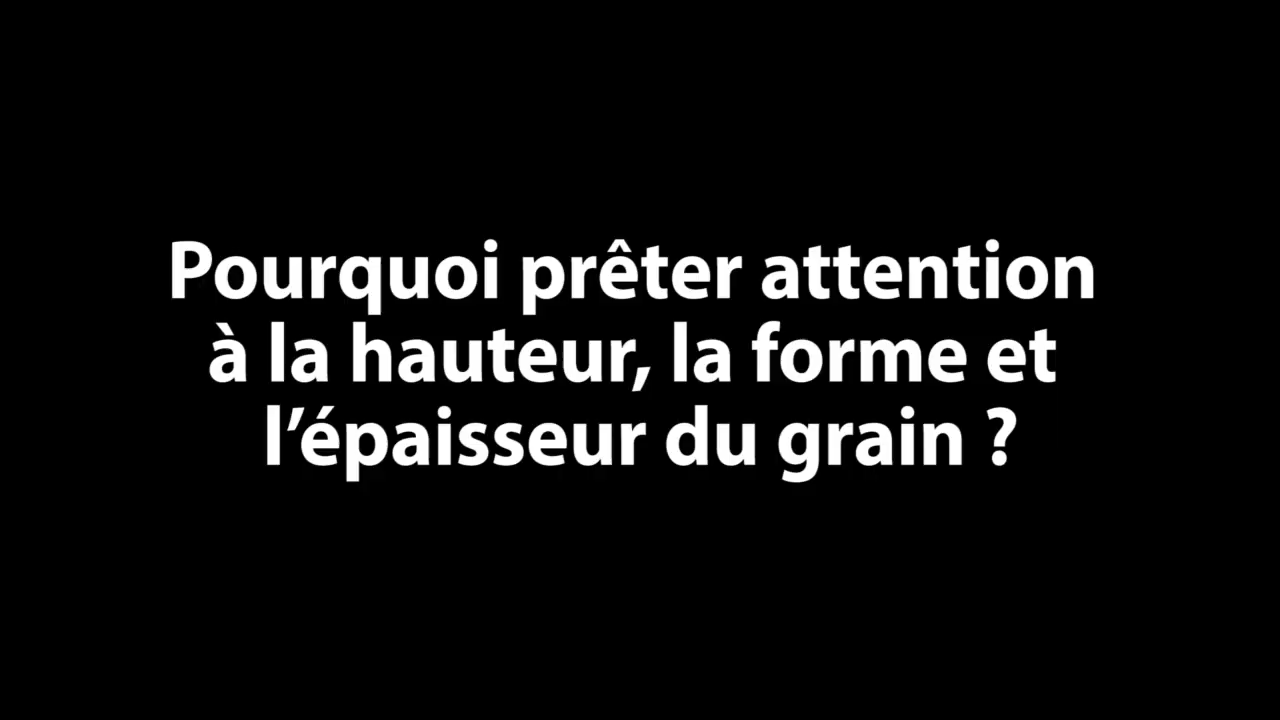 Pourquoi prêter attention
à la hauteur, la forme et
l’épaisseur du grain ?